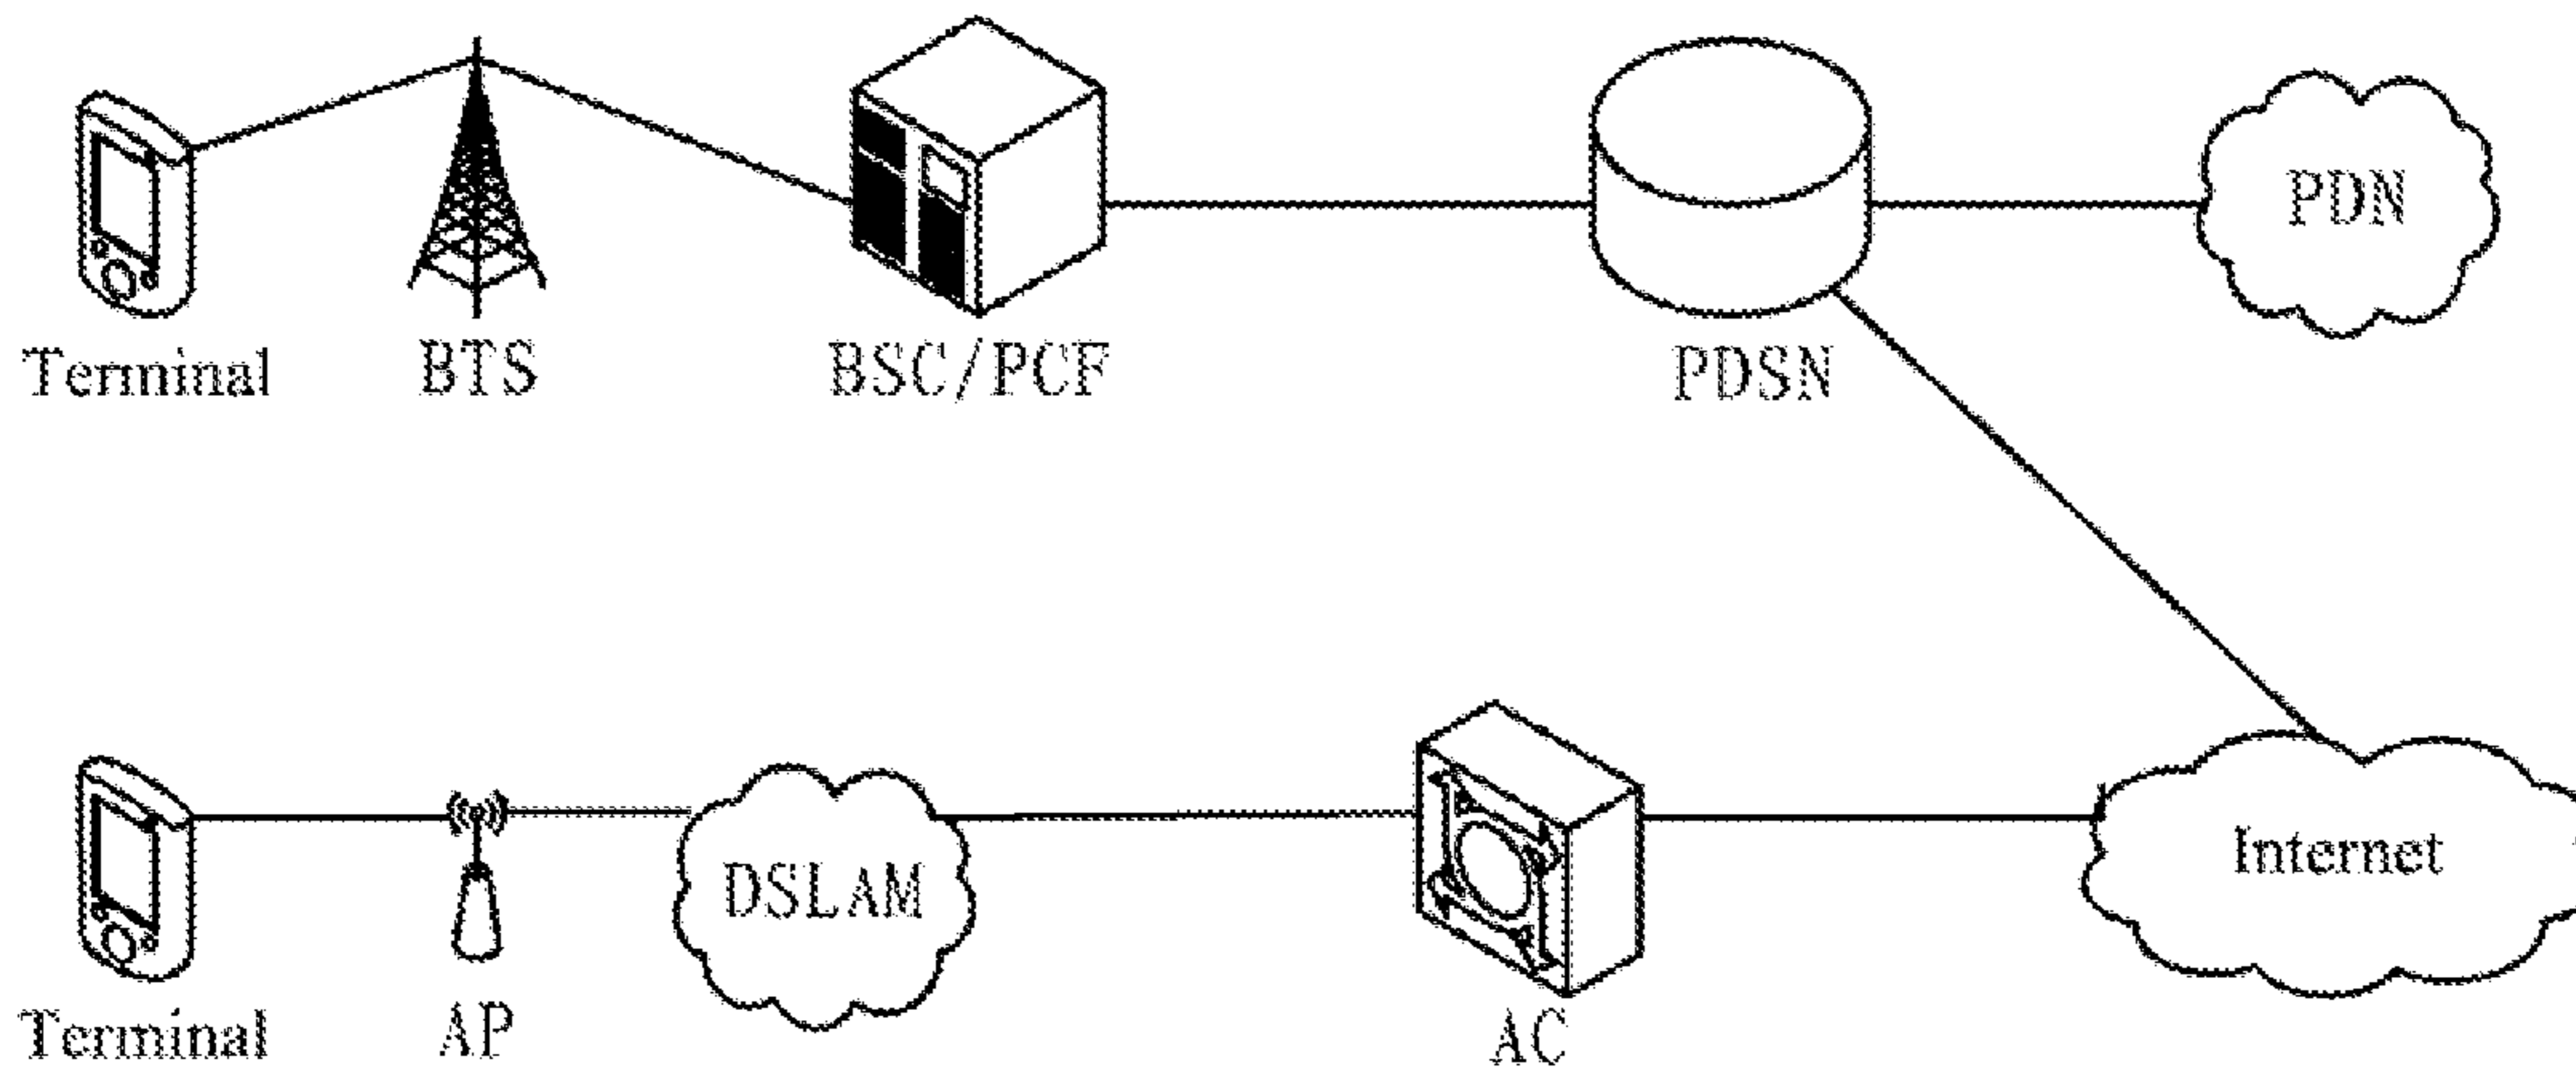 PDN
Terminal
BTS
BSC/PCF
PDSN
DSLAM
Internet
Terminal
AP
AC